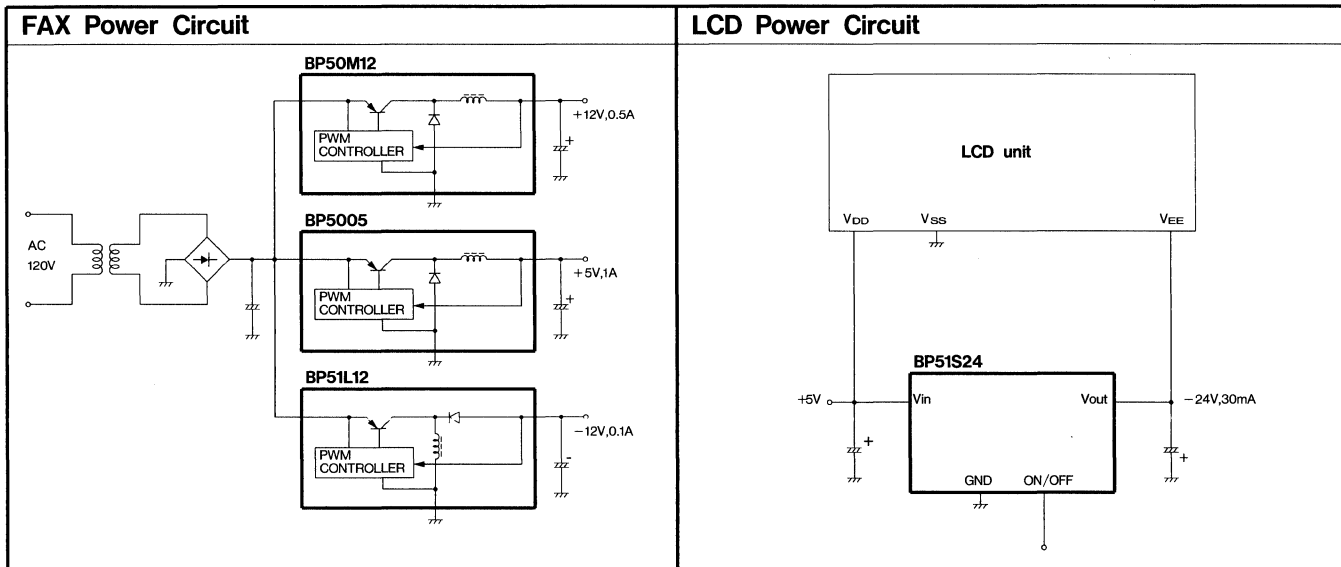 FAX Power Circuit
BP50M12
PWM
CONTROLLER
+12V,0.5A
+
AC
120V
BP5005
PWM
CONTROLLER
+5V,1A
+
BP51L12
PWM
CONTROLLER
−12V,0.1A
-
LCD Power Circuit
LCD unit
VDD
VSS
VEE
BP51S24
+5V
Vin
Vout
−24V,30mA
+
+
GND
ON/OFF